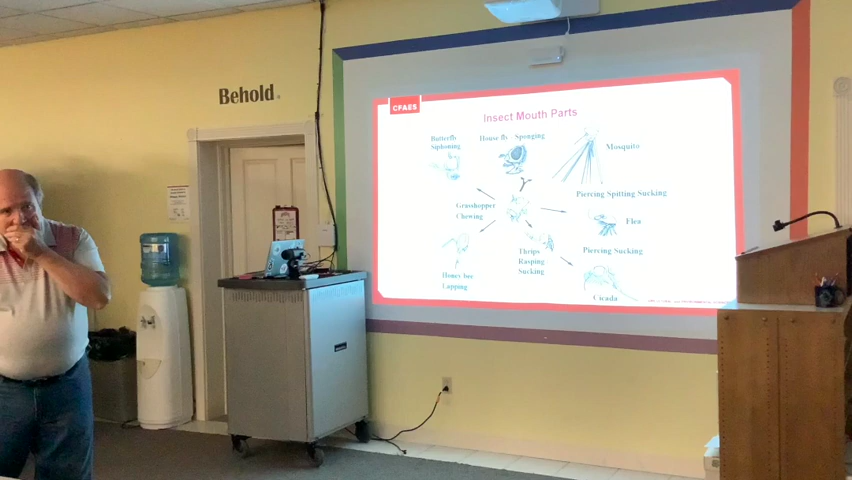 Behold
CFAES
Insect Mouth Parts
Butterfly
Siphoning
House fly - Sponging
Mosquito
Piercing Spitting Sucking
Grasshopper
Chewing
Flea
Thrips
Rasping
Sucking
Piercing Sucking
Honey bee
Lapping
Cicada